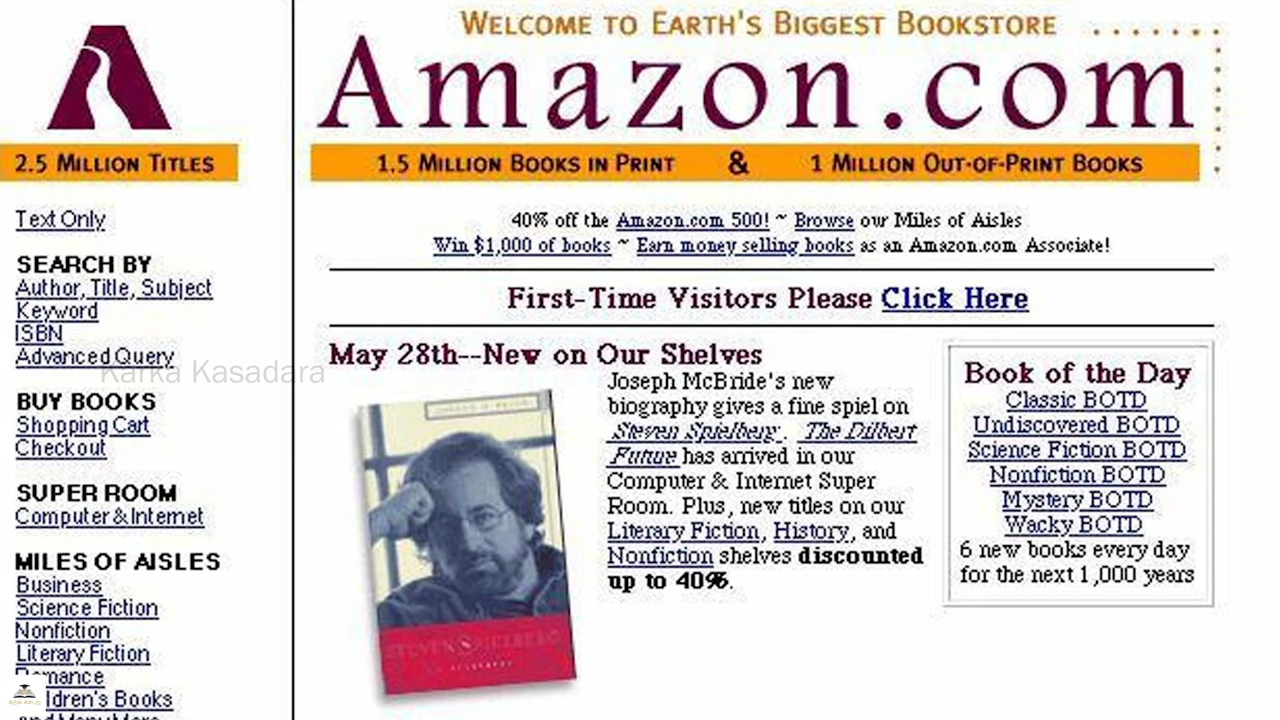 2.5 MILLION TITLES
Text Only
SEARCH BY
Author, Title, Subject
Keyword
ISBN
Advanced Query
BUY BOOKS
Shopping Cart
Checkout
SUPER ROOM
Computer & Internet
MILES OF AISLES
Business
Science Fiction
Nonfiction
Literary Fiction
WELCOME TO EARTH'S BIGGEST BOOKSTORE
Amazon.com
1.5 MILLION BOOKS IN PRINT & 1 MILLION OUT-OF-PRINT BOOKS
40% off the Amazon.com 500! ~ Browse our Miles of Aisles
Win $1,000 of books ~ Earn money selling books as an Amazon.com Associate!
First-Time Visitors Please Click Here
May 28th--New on Our Shelves
Joseph McBride's new
biography gives a fine spiel on
Steven Spielberg. The Dilbert
Future has arrived in our
Computer & Internet Super
Room. Plus, new titles on our
Literary Fiction, History, and
Nonfiction shelves discounted
up to 40%.
STEVEN SPIELBERG
Book of the Day
Classic BOTD
Undiscovered BOTD
Science Fiction BOTD
Nonfiction BOTD
Mystery BOTD
Wacky BOTD
6 new books every day
for the next 1,000 years
Karka Kasadara